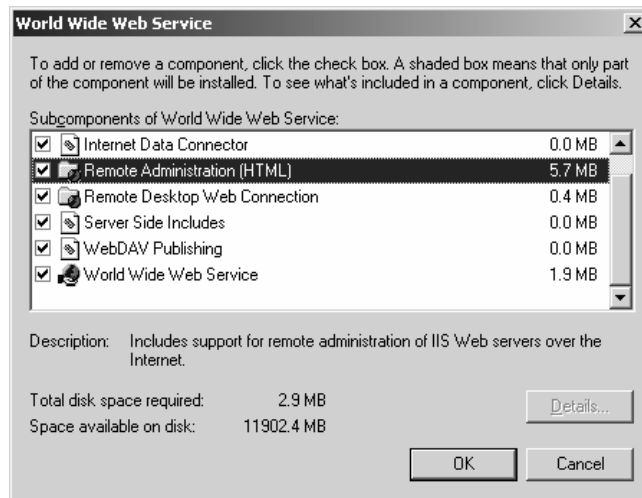 World Wide Web Service
To add or remove a component, click the check box. A shaded box means that only part
of the component will be installed. To see what's included in a component, click Details.
Subcomponents of World Wide Web Service:
Internet Data Connector 0.0 MB
Remote Administration (HTML) 5.7 MB
Remote Desktop Web Connection 0.4 MB
Server Side Includes 0.0 MB
WebDAV Publishing 0.0 MB
World Wide Web Service 1.9 MB
Description: Includes support for remote administration of IIS Web servers over the
Internet.
Total disk space required: 2.9 MB
Space available on disk: 11902.4 MB
Details...
OK Cancel